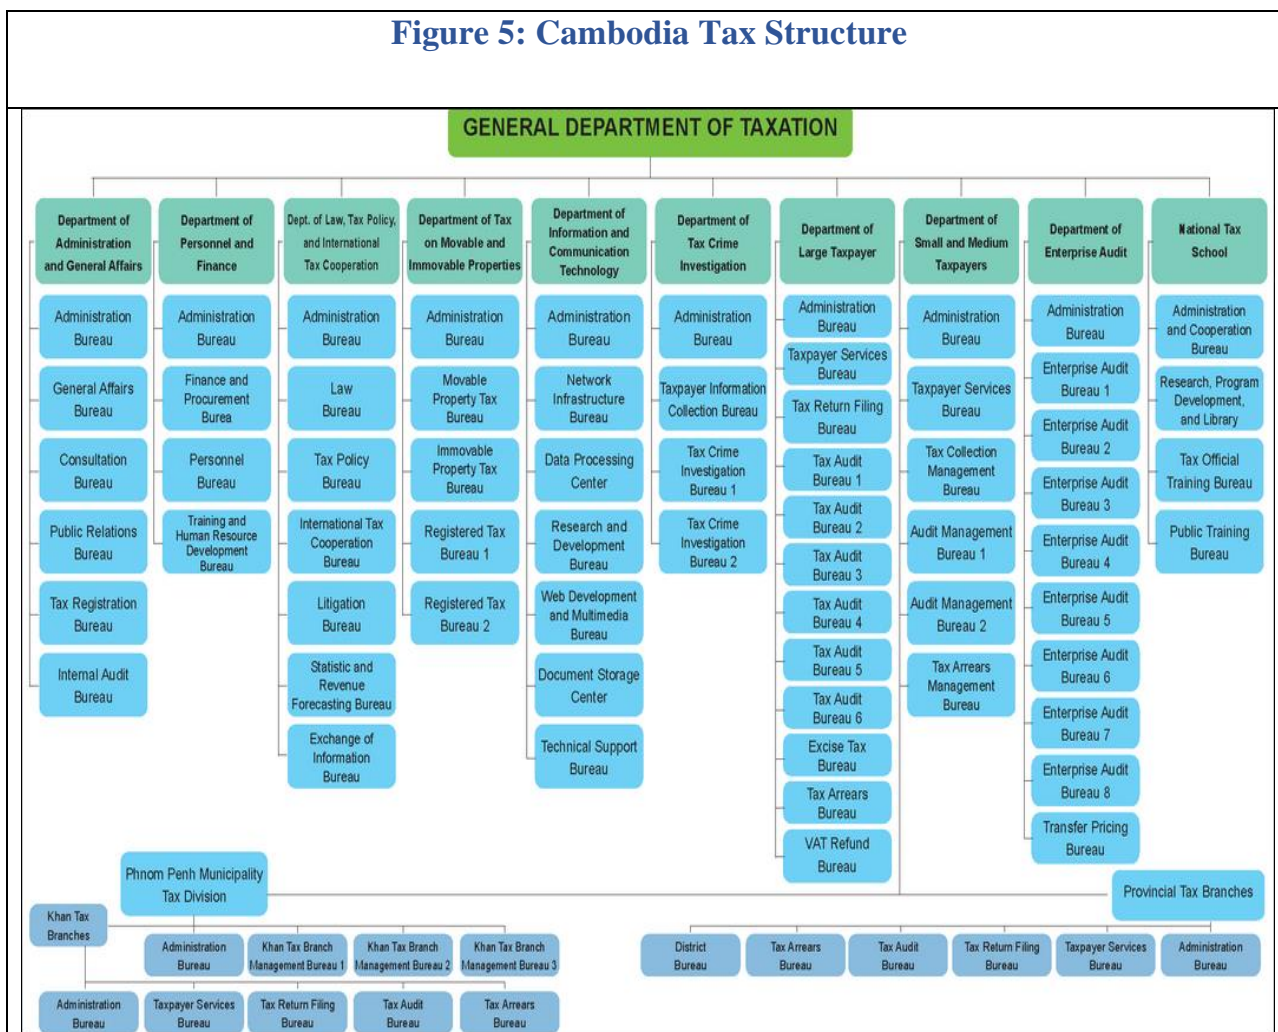 Figure 5: Cambodia Tax Structure
GENERAL DEPARTMENT OF TAXATION
Department of
Administration
and General Affairs
Administration
Bureau
General Affairs
Bureau
Consultation
Bureau
Public Relations
Bureau
Tax Registration
Bureau
Internal Audit
Bureau
Department of
Personnel and
Finance
Administration
Bureau
Finance and
Procurement
Burea
Personnel
Bureau
Training and
Human Resource
Development
Bureau
Dept. of Law, Tax Policy,
and International
Tax Cooperation
Administration
Bureau
Law
Bureau
Tax Policy
Bureau
International Tax
Cooperation
Bureau
Litigation
Bureau
Statistic and
Revenue
Forecasting Bureau
Exchange of
Information
Bureau
Department of Tax
on Movable and
Immovable Properties
Administration
Bureau
Movable
Property Tax
Bureau
Immovable
Property Tax
Bureau
Registered Tax
Bureau 1
Registered Tax
Bureau 2
Department of
Information and
Communication
Technology
Administration
Bureau
Network
Infrastructure
Bureau
Data Processing
Center
Research and
Development
Bureau
Web Development
and Multimedia
Bureau
Document Storage
Center
Technical Support
Bureau
Department of
Tax Crime
Investigation
Administration
Bureau
Taxpayer Information
Collection Bureau
Tax Crime
Investigation
Bureau 1
Tax Crime
Investigation
Bureau 2
Department of
Large Taxpayer
Administration
Bureau
Taxpayer Services
Bureau
Tax Return Filing
Bureau
Tax Audit
Bureau 1
Tax Audit
Bureau 2
Tax Audit
Bureau 3
Tax Audit
Bureau 4
Tax Audit
Bureau 5
Tax Audit
Bureau 6
Excise Tax
Bureau
Tax Arrears
Bureau
VAT Refund
Bureau
Department of
Small and Medium
Taxpayers
Administration
Bureau
Taxpayer Services
Bureau
Tax Collection
Management
Bureau
Audit Management
Bureau 1
Audit Management
Bureau 2
Tax Arrears
Management
Bureau
Department of
Enterprise Audit
Administration
Bureau
Enterprise Audit
Bureau 1
Enterprise Audit
Bureau 2
Enterprise Audit
Bureau 3
Enterprise Audit
Bureau 4
Enterprise Audit
Bureau 5
Enterprise Audit
Bureau 6
Enterprise Audit
Bureau 7
Enterprise Audit
Bureau 8
Transfer Pricing
Bureau
National Tax
School
Administration
and Cooperation
Bureau
Research, Program
Development,
and Library
Tax Official
Training Bureau
Public Training
Bureau
Phnom Penh Municipality
Tax Division
Khan Tax
Branches
Administration
Bureau
Khan Tax Branch
Management Bureau 1
Khan Tax Branch
Management Bureau 2
Khan Tax Branch
Management Bureau 3
Administration
Bureau
Taxpayer Services
Bureau
Tax Return Filing
Bureau
Tax Audit
Bureau
Tax Arrears
Bureau
Provincial Tax Branches
District
Bureau
Tax Arrears
Bureau
Tax Audit
Bureau
Tax Return Filing
Bureau
Taxpayer Services
Bureau
Administration
Bureau